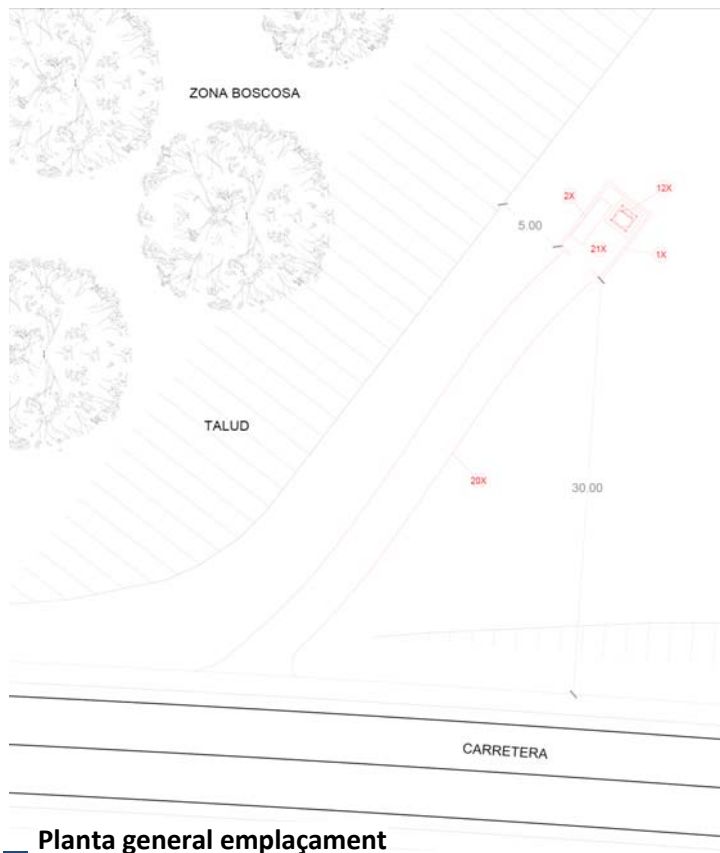 ZONA BOSCOSA
2X
12X
5.00
21X
1X
TALUD
20X
30.00
CARRETERA
Planta general emplaçament